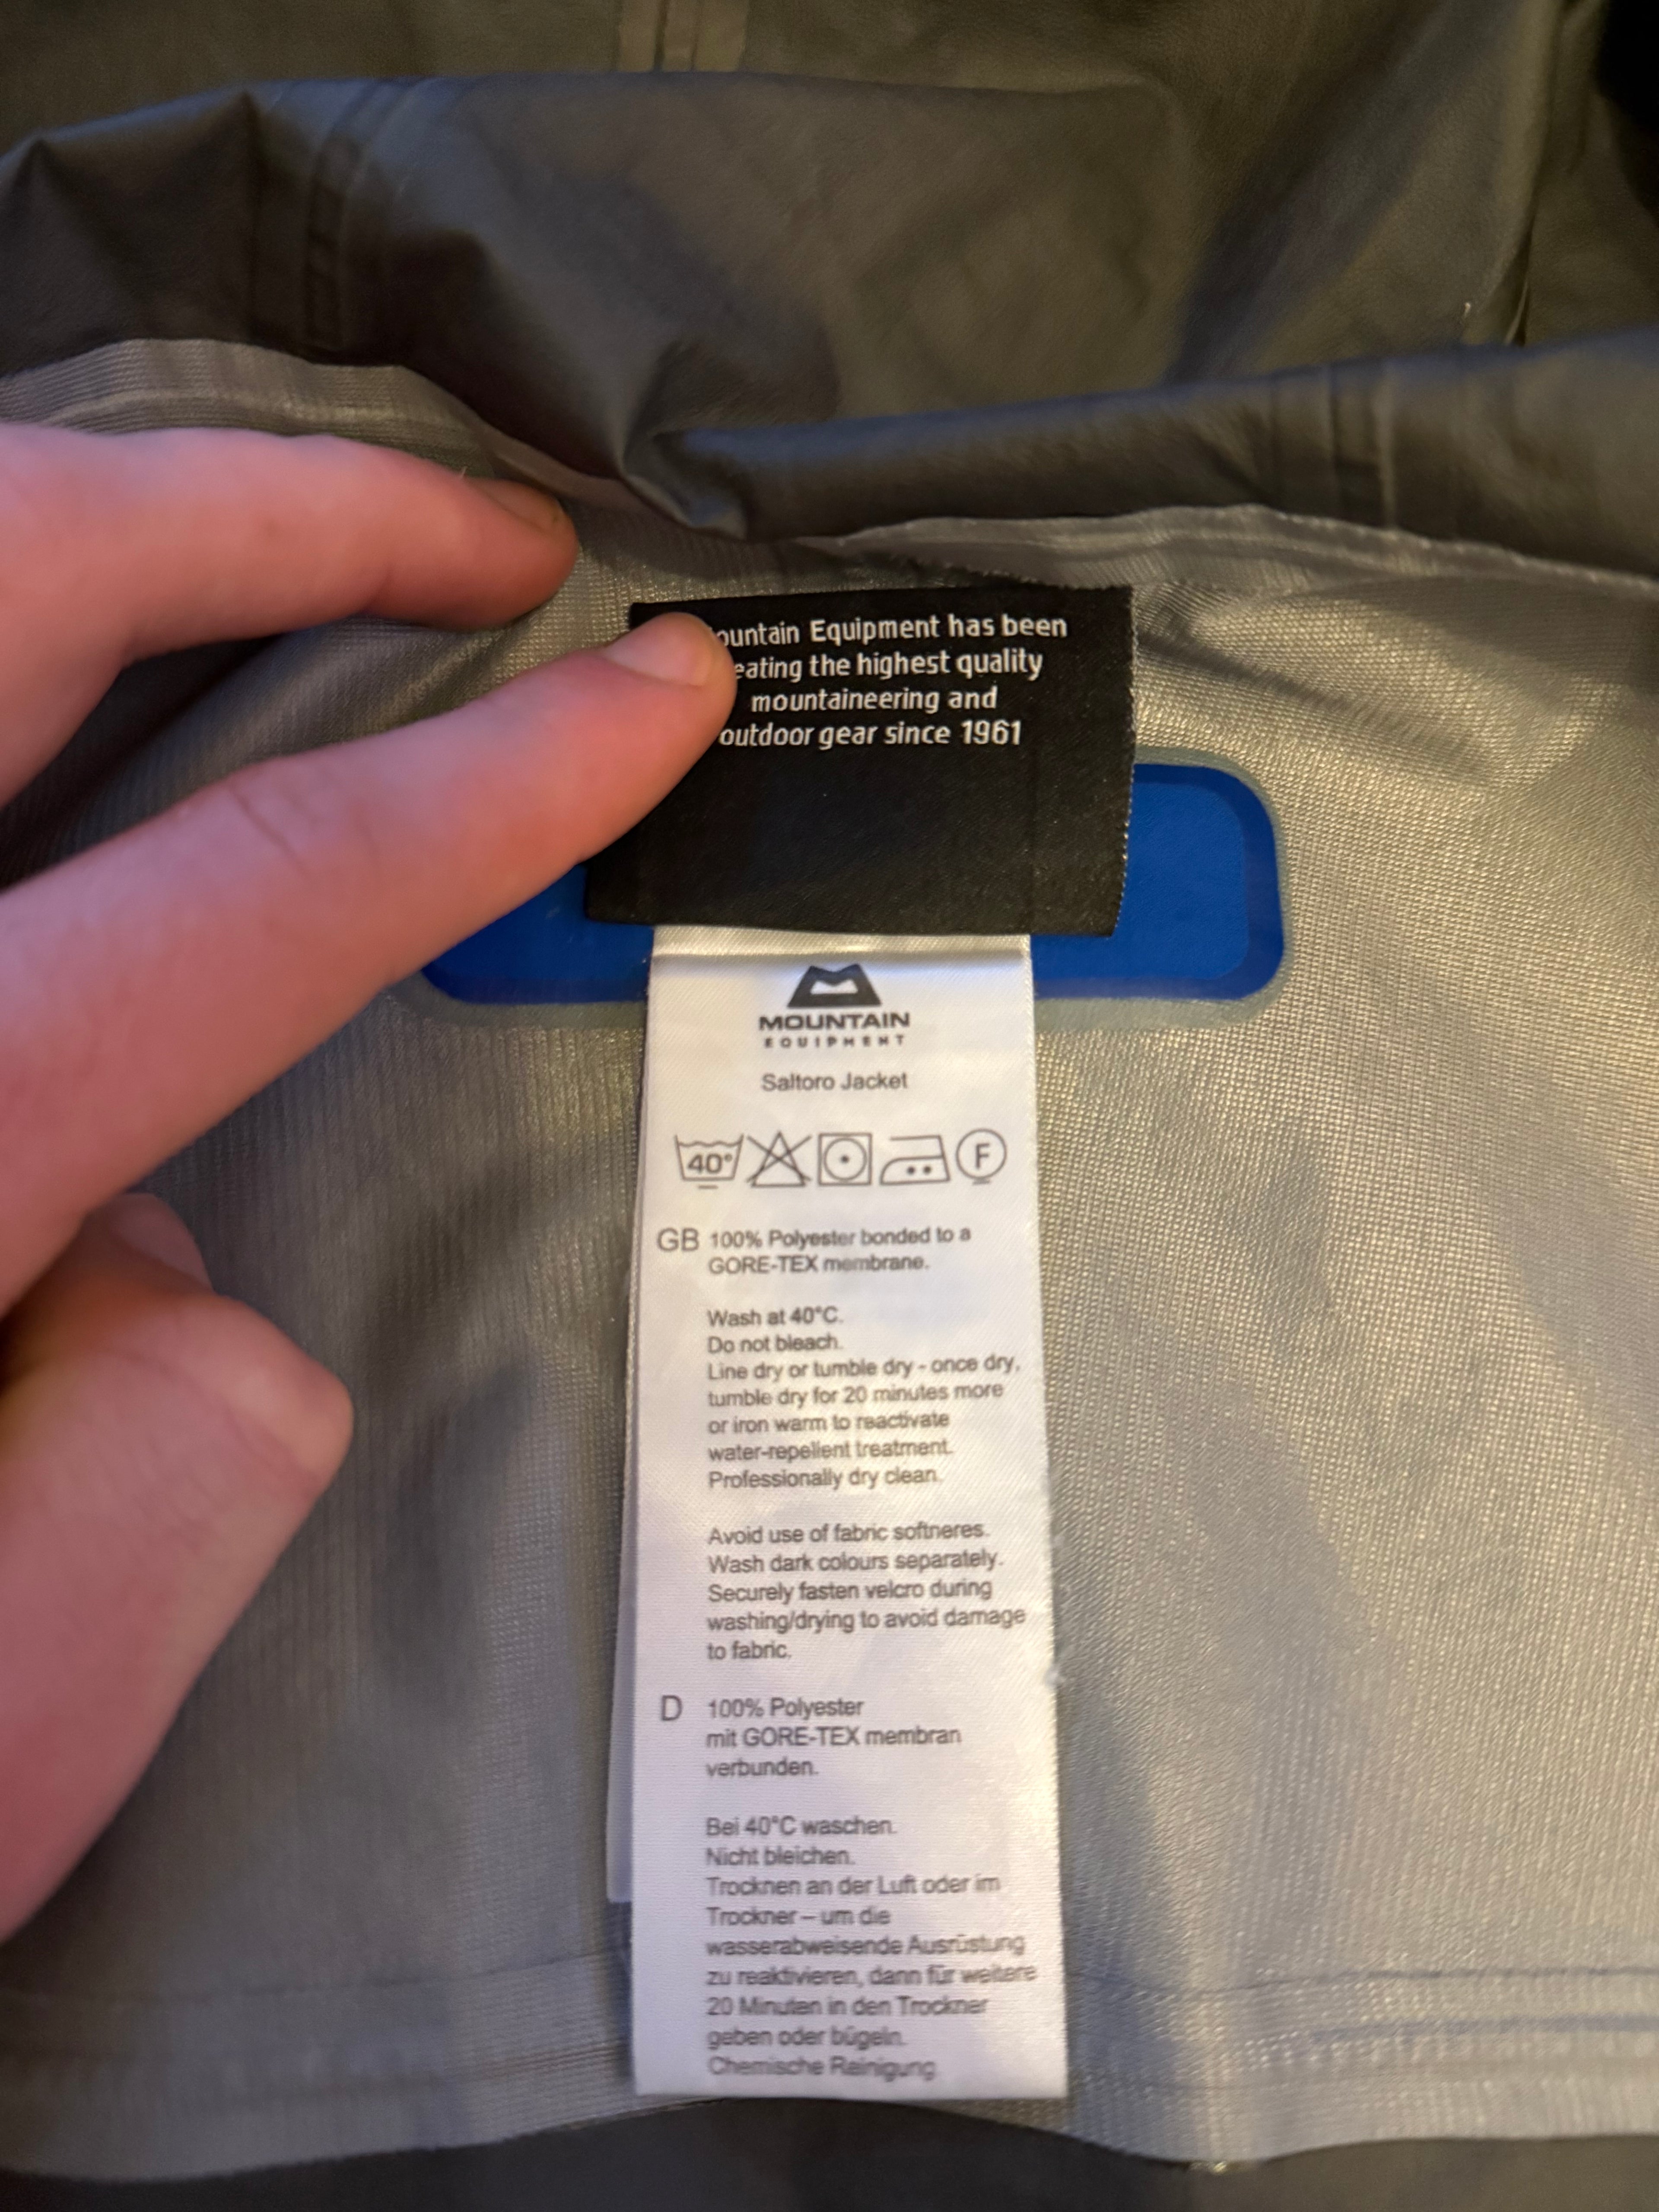 ountain Equipment has been
eating the highest quality
mountaineering and
outdoor gear since 1961
MOUNTAIN
EQUIPMENT
Saltoro Jacket
40° F
GB 100% Polyester bonded to a
GORE-TEX membrane.
Wash at 40°C.
Do not bleach.
Line dry or tumble dry - once dry,
tumble dry for 20 minutes more
or iron warm to reactivate
water-repellent treatment.
Professionally dry clean.
Avoid use of fabric softneres.
Wash dark colours separately.
Securely fasten velcro during
washing/drying to avoid damage
to fabric.
D 100% Polyester
mit GORE-TEX membran
verbunden.
Bei 40°C waschen.
Nicht bleichen.
Trocknen an der Luft oder im
Trockner – um die
wasserabweisende Ausrüstung
zu reaktivieren, dann für weitere
20 Minuten in den Trockner
geben oder bügeln.
Chemische Reinigung